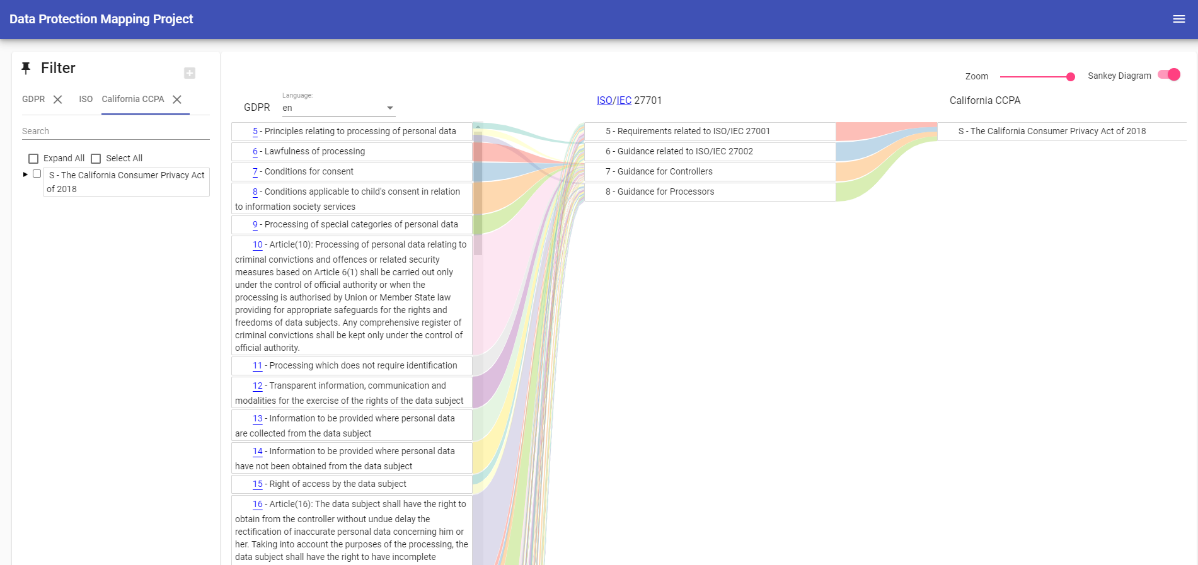 Data Protection Mapping Project
Filter
GDPR ISO California CCPA
Search
Expand All Select All
S - The California Consumer Privacy Act
of 2018
Zoom Sankey Diagram
Language:
GDPR en
ISO/IEC 27701
California CCPA
5 - Principles relating to processing of personal data
6 - Lawfulness of processing
7 - Conditions for consent
8 - Conditions applicable to child's consent in relation
to information society services
9 - Processing of special categories of personal data
10 - Article(10): Processing of personal data relating to
criminal convictions and offences or related security
measures based on Article 6(1) shall be carried out only
under the control of official authority or when the
processing is authorised by Union or Member State law
providing for appropriate safeguards for the rights and
freedoms of data subjects. Any comprehensive register of
criminal convictions shall be kept only under the control of
official authority.
11 - Processing which does not require identification
12 - Transparent information, communication and
modalities for the exercise of the rights of the data subject
13 - Information to be provided where personal data
are collected from the data subject
14 - Information to be provided where personal data
have not been obtained from the data subject
15 - Right of access by the data subject
16 - Article(16): The data subject shall have the right to
obtain from the controller without undue delay the
rectification of inaccurate personal data concerning him or
her. Taking into account the purposes of the processing, the
data subject shall have the right to have incomplete
5 - Requirements related to ISO/IEC 27001
6 - Guidance related to ISO/IEC 27002
7 - Guidance for Controllers
8 - Guidance for Processors
S - The California Consumer Privacy Act of 2018